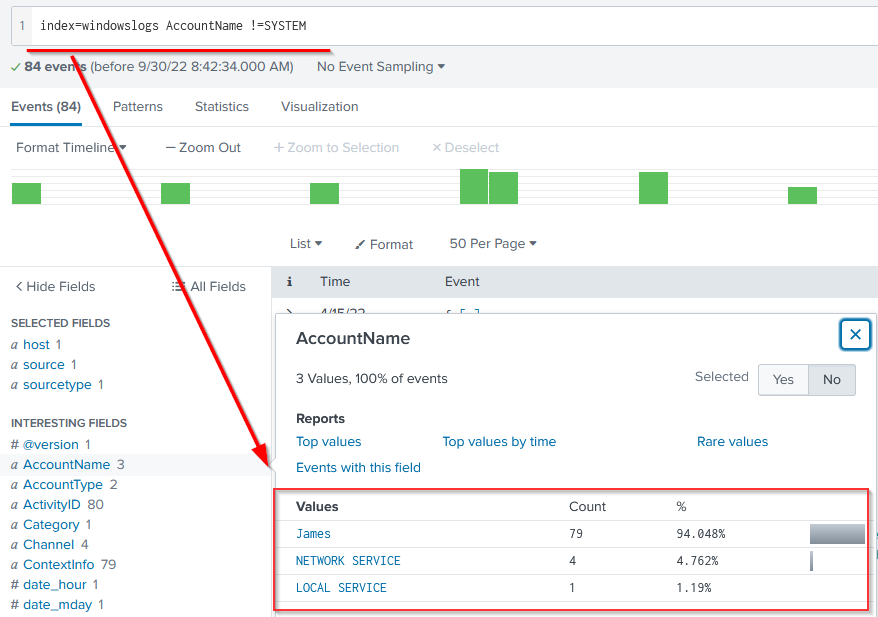 1 index=windowslogs AccountName !=SYSTEM
✓ 84 events (before 9/30/22 8:42:34.000 AM) No Event Sampling ▾
Events (84) Patterns Statistics Visualization
Format Timeline ▾ — Zoom Out + Zoom to Selection × Deselect
List ▾ Format 50 Per Page ▾
< Hide Fields All Fields
i Time Event
SELECTED FIELDS
a host 1
a source 1
a sourcetype 1
INTERESTING FIELDS
# @version 1
a AccountName 3
a AccountType 2
a ActivityID 80
a Category 1
a Channel 4
a ContextInfo 79
# date_hour 1
# date_mday 1
4/15/22
AccountName ×
3 Values, 100% of events Selected Yes No
Reports
Top values Top values by time Rare values
Events with this field
Values Count %
James 79 94.048%
NETWORK SERVICE 4 4.762%
LOCAL SERVICE 1 1.19%